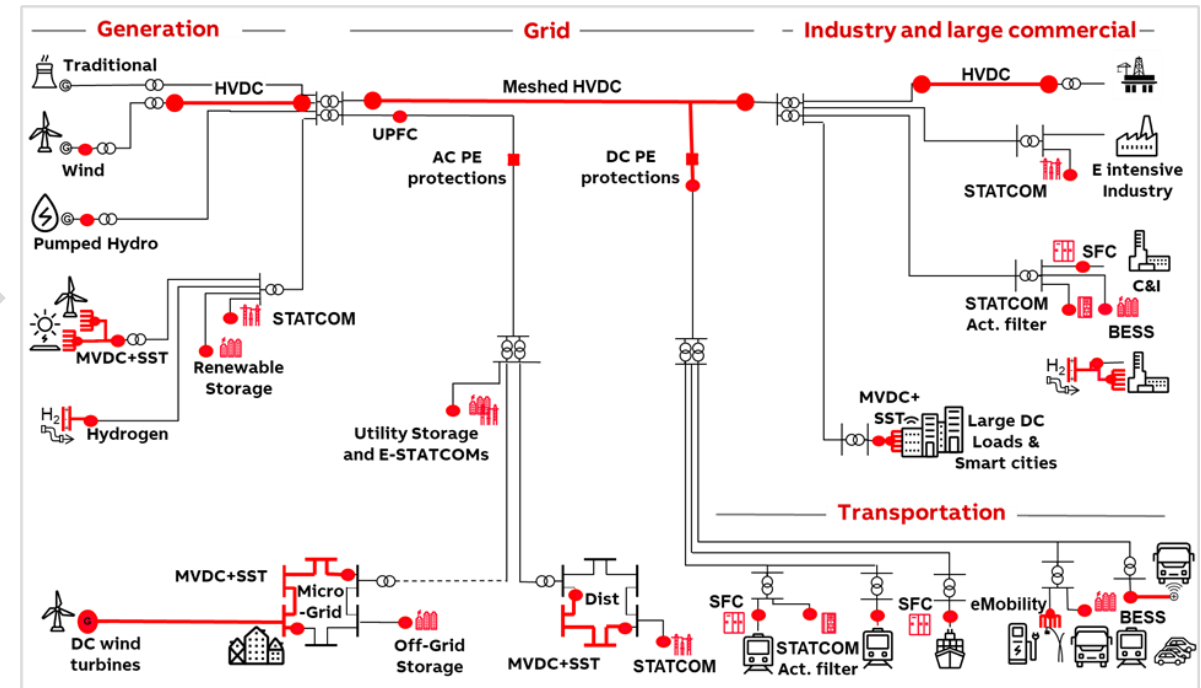 Generation
Grid
Industry and large commercial
Traditional
G
HVDC
Meshed HVDC
HVDC
UPFC
G
Wind
AC PE
protections
DC PE
protections
STATCOM
E intensive
Industry
G
Pumped Hydro
SFC
C&I
STATCOM
Act. filter
BESS
STATCOM
MVDC+SST
Renewable
Storage
H2
H2
Hydrogen
MVDC+
SST
Large DC
Loads &
Smart cities
Utility Storage
and E-STATCOMs
Transportation
MVDC+SST
Micro
-Grid
Dist
G
DC wind
turbines
Off-Grid
Storage
MVDC+SST
STATCOM
SFC
STATCOM
Act. filter
SFC
eMobility
BESS